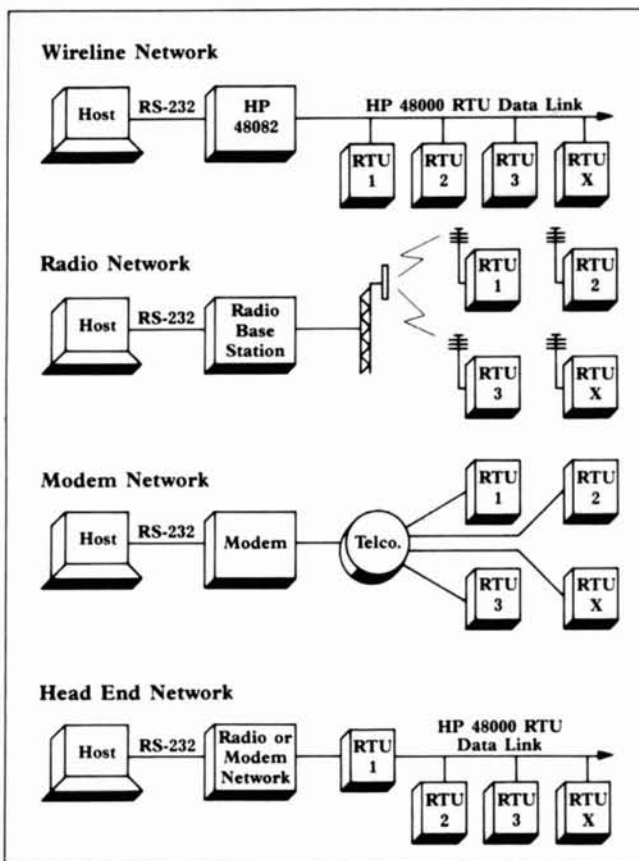 Wireline Network
Host
RS-232
HP
48082
HP 48000 RTU Data Link
RTU
1
RTU
2
RTU
3
RTU
X
Radio Network
Host
RS-232
Radio
Base
Station
RTU
1
RTU
2
RTU
3
RTU
X
Modem Network
Host
RS-232
Modem
Telco.
RTU
1
RTU
2
RTU
3
RTU
X
Head End Network
Host
RS-232
Radio or
Modem
Network
RTU
1
HP 48000 RTU
Data Link
RTU
2
RTU
3
RTU
X